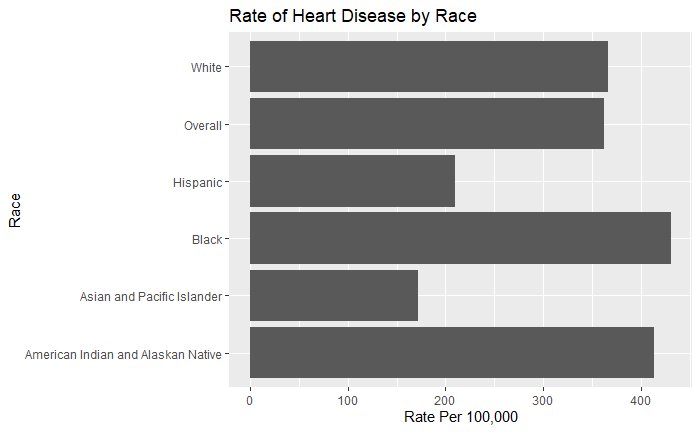 Rate of Heart Disease by Race
Race
White
Overall
Hispanic
Black
Asian and Pacific Islander
American Indian and Alaskan Native
0 100 200 300 400
Rate Per 100,000